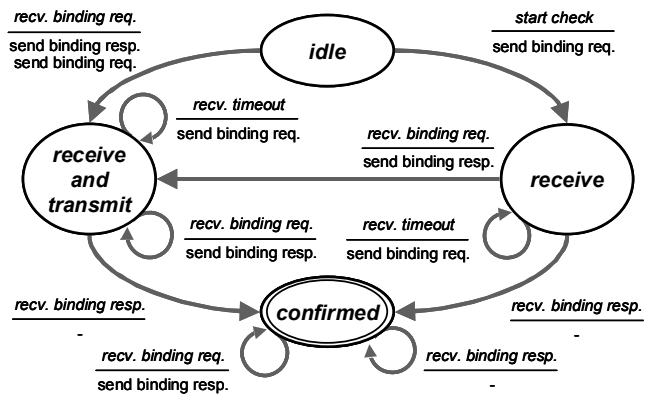 recv. binding req.
send binding resp.
send binding req.
idle
start check
send binding req.
recv. timeout
send binding req.
recv. binding req.
send binding resp.
receive
and
transmit
receive
recv. binding req.
send binding resp.
recv. timeout
send binding req.
recv. binding resp.
-
confirmed
recv. binding resp.
-
recv. binding req.
send binding resp.
recv. binding resp.
-